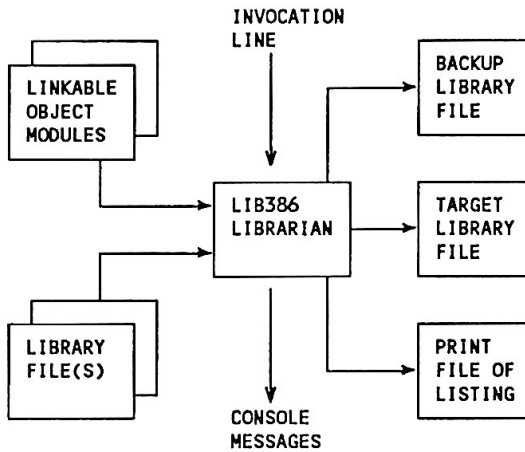 INVOCATION
LINE
LINKABLE
OBJECT
MODULES
BACKUP
LIBRARY
FILE
LIB386
LIBRARIAN
TARGET
LIBRARY
FILE
LIBRARY
FILE(S)
PRINT
FILE OF
LISTING
CONSOLE
MESSAGES